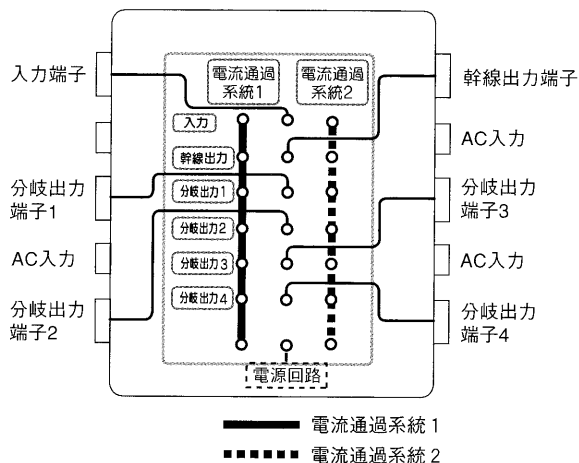 入力端子
分岐出力
端子1
AC入力
分岐出力
端子2
電流通過
系統1
電流通過
系統2
入力
幹線出力
分岐出力1
分岐出力2
分岐出力3
分岐出力4
電源回路
幹線出力端子
AC入力
分岐出力
端子3
AC入力
分岐出力
端子4
電流通過系統1
電流通過系統2